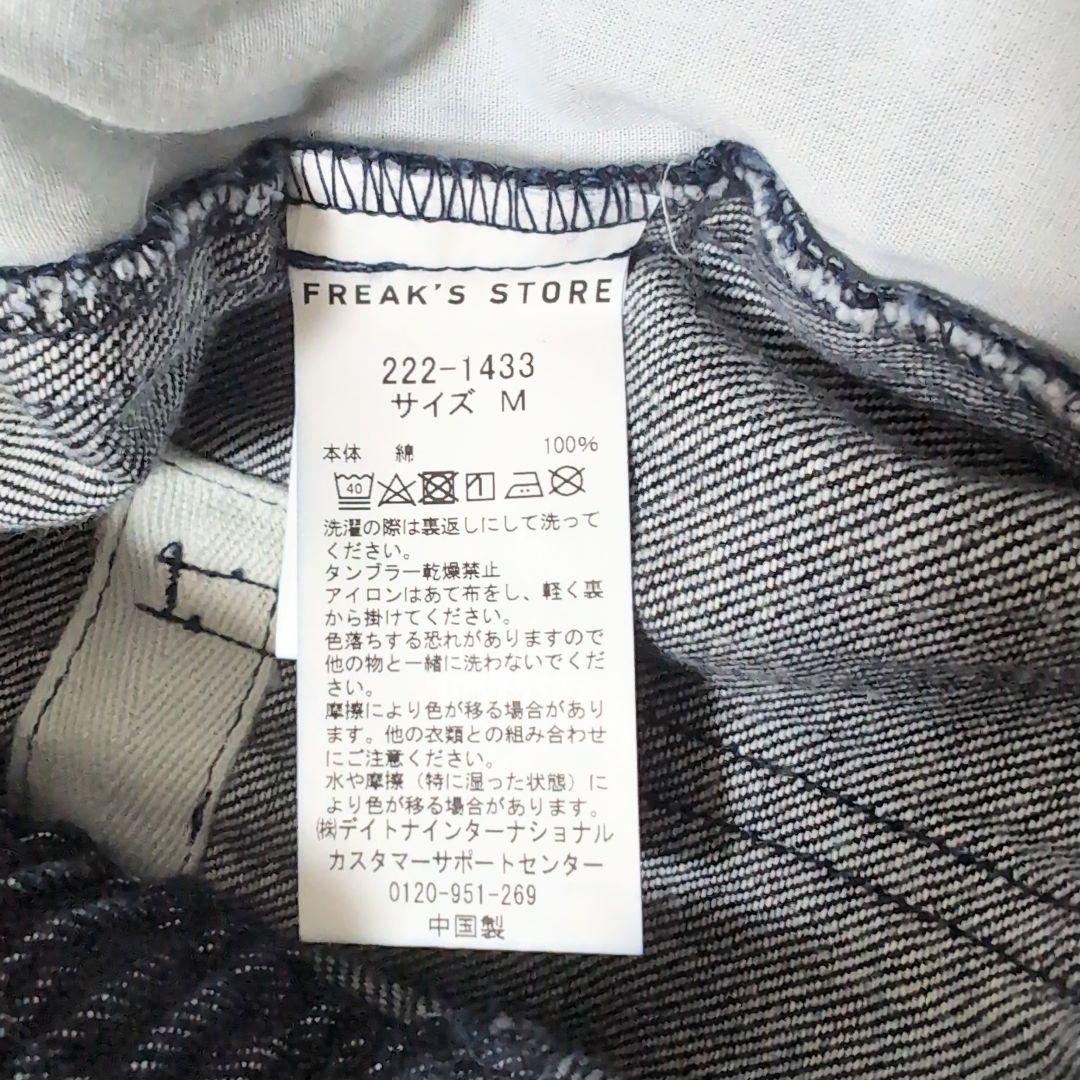 FREAK'S STORE
222-1433
サイズ M
本体 綿 100%
40
洗濯の際は裏返しにして洗って
ください。
タンブラー乾燥禁止
アイロンはあて布をし、軽く裏
から掛けてください。
色落ちする恐れがありますので
他の物と一緒に洗わないでくだ
さい。
摩擦により色が移る場合があり
ます。他の衣類との組み合わせ
にご注意ください。
水や摩擦（特に湿った状態）に
より色が移る場合があります。
㈱デイトナインターナショナル
カスタマーサポートセンター
0120-951-269
中国製